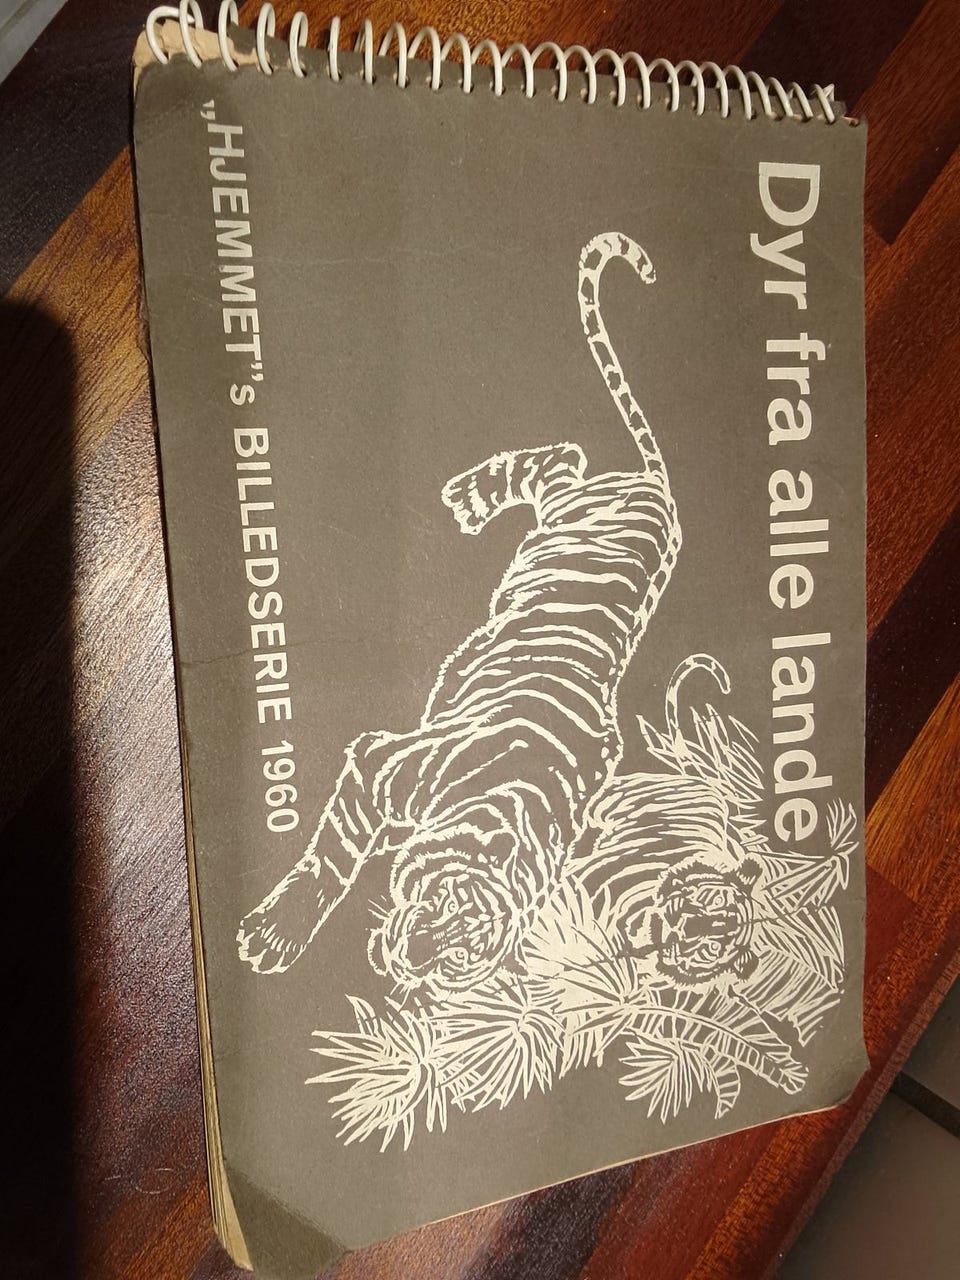 Dyr fra alle lande
„HJEMMET”s BILLEDSERIE 1960